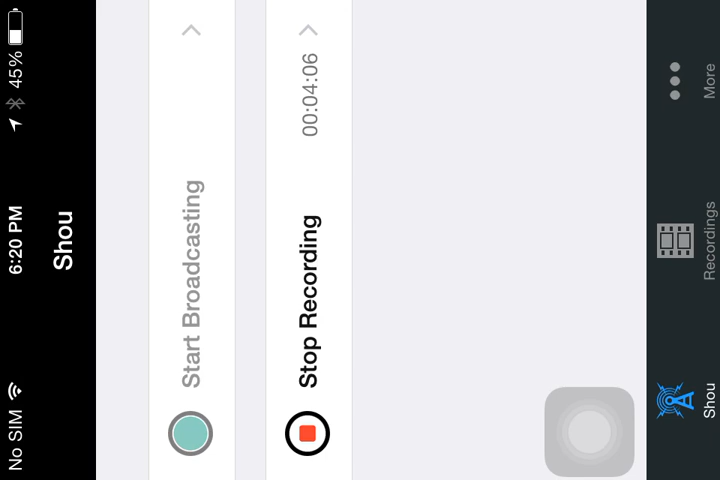 No SIM 6:20 PM 45%
Shou
Start Broadcasting
Stop Recording 00:04:06
Shou Recordings More